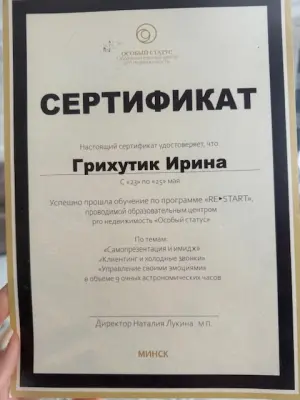 ОСОБЫЙ СТАТУС
СЕРТИФИКАТ
Настоящий сертификат удостоверяет, что
Грихутик Ирина
С «23» по «25» мая
Успешно прошла обучение по программе «RE►START»,
проводимой образовательным центром
pro недвижимость «Особый статус»
По темам:
«Самопрезентация и имидж»
«Клиентинг и холодные звонки»
«Управление своими эмоциями»
в объеме 9 очных астрономических часов
Директор Наталия Лукина м.п.
МИНСК